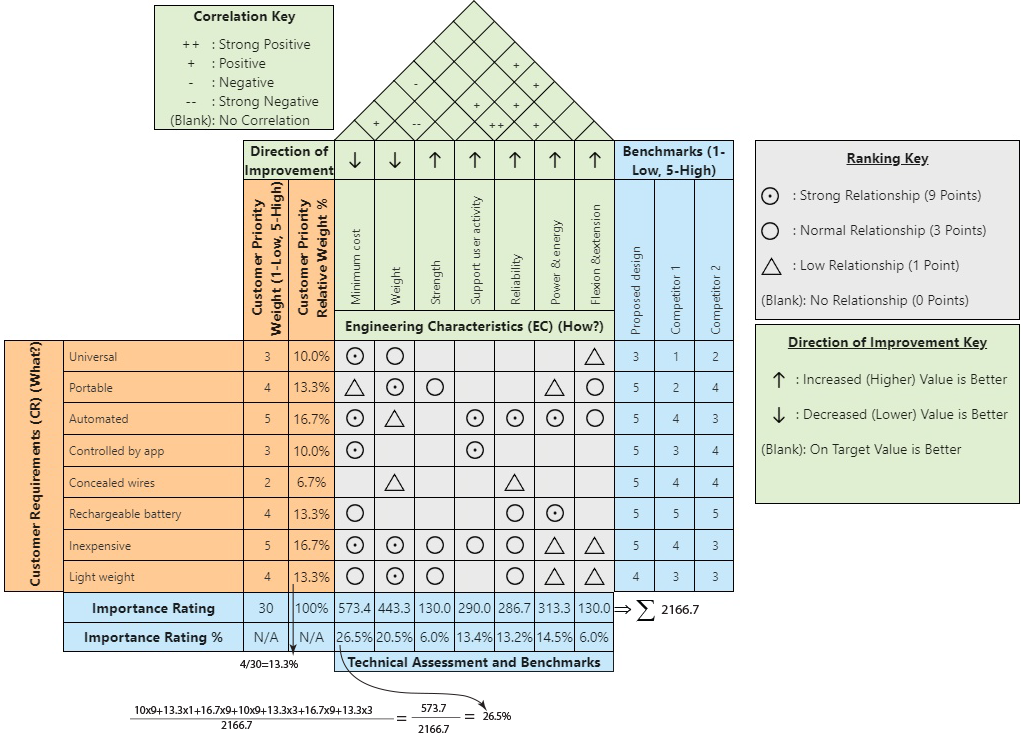 Correlation Key
++ : Strong Positive
+ : Positive
- : Negative
-- : Strong Negative
(Blank): No Correlation
+
- +
+ +
+ -- ++ +
Direction of
Improvement
↓ ↓ ↑ ↑ ↑ ↑ ↑
Benchmarks (1-
Low, 5-High)
Customer Priority
Weight (1-Low, 5-High)
Customer Priority
Relative Weight %
Minimum cost
Weight
Strength
Support user activity
Reliability
Power & energy
Flexion &extension
Proposed design
Competitor 1
Competitor 2
Engineering Characteristics (EC) (How?)
Customer Requirements (CR) (What?)
Universal 3 10.0% 3 1 2
Portable 4 13.3% 5 2 4
Automated 5 16.7% 5 4 3
Controlled by app 3 10.0% 5 3 4
Concealed wires 2 6.7% 5 4 4
Rechargeable battery 4 13.3% 5 5 5
Inexpensive 5 16.7% 5 4 3
Light weight 4 13.3% 4 3 3
Importance Rating 30 100% 573.4 443.3 130.0 290.0 286.7 313.3 130.0 ⇒ ∑ 2166.7
Importance Rating % N/A N/A 26.5% 20.5% 6.0% 13.4% 13.2% 14.5% 6.0%
Technical Assessment and Benchmarks
4/30=13.3%
10x9+13.3x1+16.7x9+10x9+13.3x3+16.7x9+13.3x3
2166.7
=
573.7
2166.7
= 26.5%
Ranking Key
: Strong Relationship (9 Points)
: Normal Relationship (3 Points)
: Low Relationship (1 Point)
(Blank): No Relationship (0 Points)
Direction of Improvement Key
↑ : Increased (Higher) Value is Better
↓ : Decreased (Lower) Value is Better
(Blank): On Target Value is Better